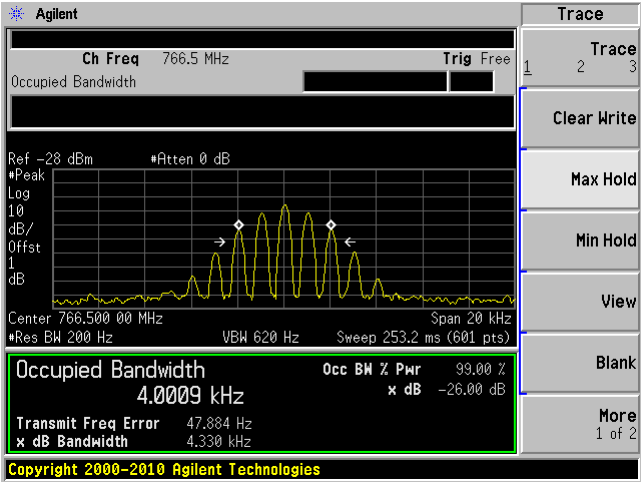 Agilent
Trace
Ch Freq 766.5 MHz Trig Free
Occupied Bandwidth
Trace
1 2 3
Clear Write
Max Hold
Min Hold
View
Blank
More
1 of 2
Ref -28 dBm #Atten 0 dB
#Peak
Log
10
dB/
Offst
1
dB
Center 766.500 00 MHz Span 20 kHz
#Res BW 200 Hz VBW 620 Hz Sweep 253.2 ms (601 pts)
Occupied Bandwidth Occ BW % Pwr 99.00 %
4.0009 kHz x dB -26.00 dB
Transmit Freq Error 47.884 Hz
x dB Bandwidth 4.330 kHz
Copyright 2000-2010 Agilent Technologies